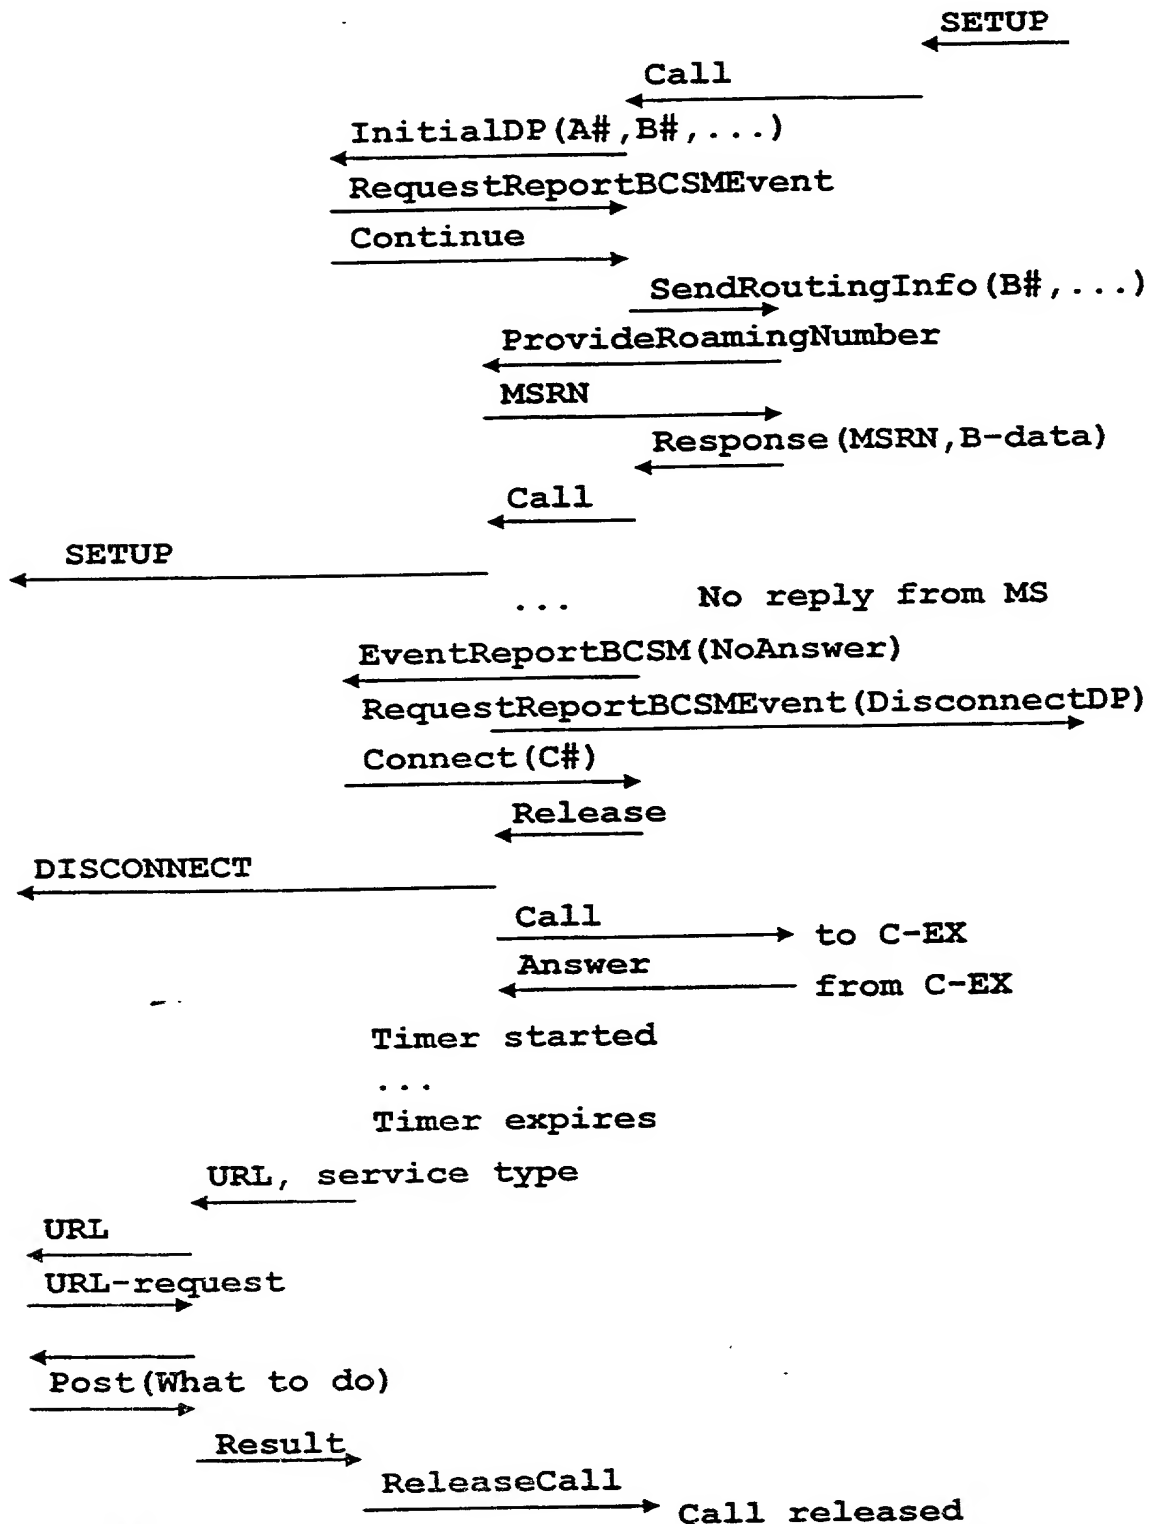 SETUP
Call
InitialDP(A#,B#,...)
RequestReportBCSMEvent
Continue
SendRoutingInfo(B#,...)
ProvideRoamingNumber
MSRN
Response(MSRN,B-data)
Call
SETUP
... No reply from MS
EventReportBCSM(NoAnswer)
RequestReportBCSMEvent(DisconnectDP)
Connect(C#)
Release
DISCONNECT
Call to C-EX
Answer from C-EX
Timer started
...
Timer expires
URL, service type
URL
URL-request
Post(What to do)
Result
ReleaseCall
Call released